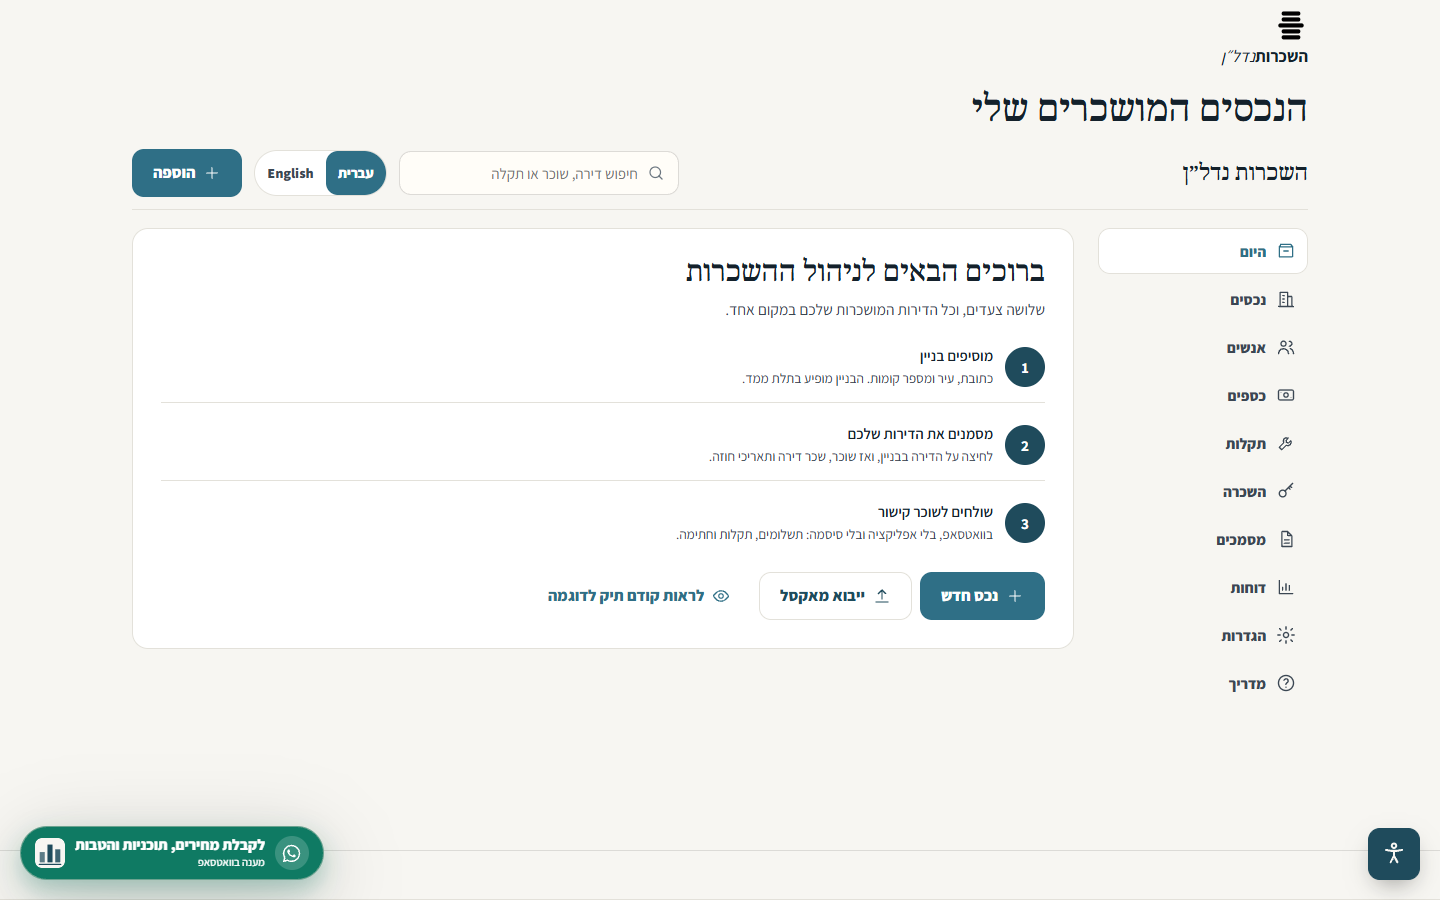 השכרותנדל״ן
הנכסים המושכרים שלי
השכרות נדל״ן
חיפוש דירה, שוכר או תקלה
עברית
English
הוספה
היום
נכסים
אנשים
כספים
תקלות
השכרה
מסמכים
דוחות
הגדרות
מדריך
ברוכים הבאים לניהול ההשכרות
שלושה צעדים, וכל הדירות המושכרות שלכם במקום אחד.
1
מוסיפים בניין
כתובת, עיר ומספר קומות. הבניין מופיע בתלת ממד.
2
מסמנים את הדירות שלכם
לחיצה על הדירה בבניין, ואז שוכר, שכר דירה ותאריכי חוזה.
3
שולחים לשוכר קישור
בוואטסאפ, בלי אפליקציה ובלי סיסמה: תשלומים, תקלות וחתימה.
נכס חדש
ייבוא מאקסל
לראות קודם תיק לדוגמה
לקבלת מחירים, תוכניות והטבות
מענה בוואטסאפ